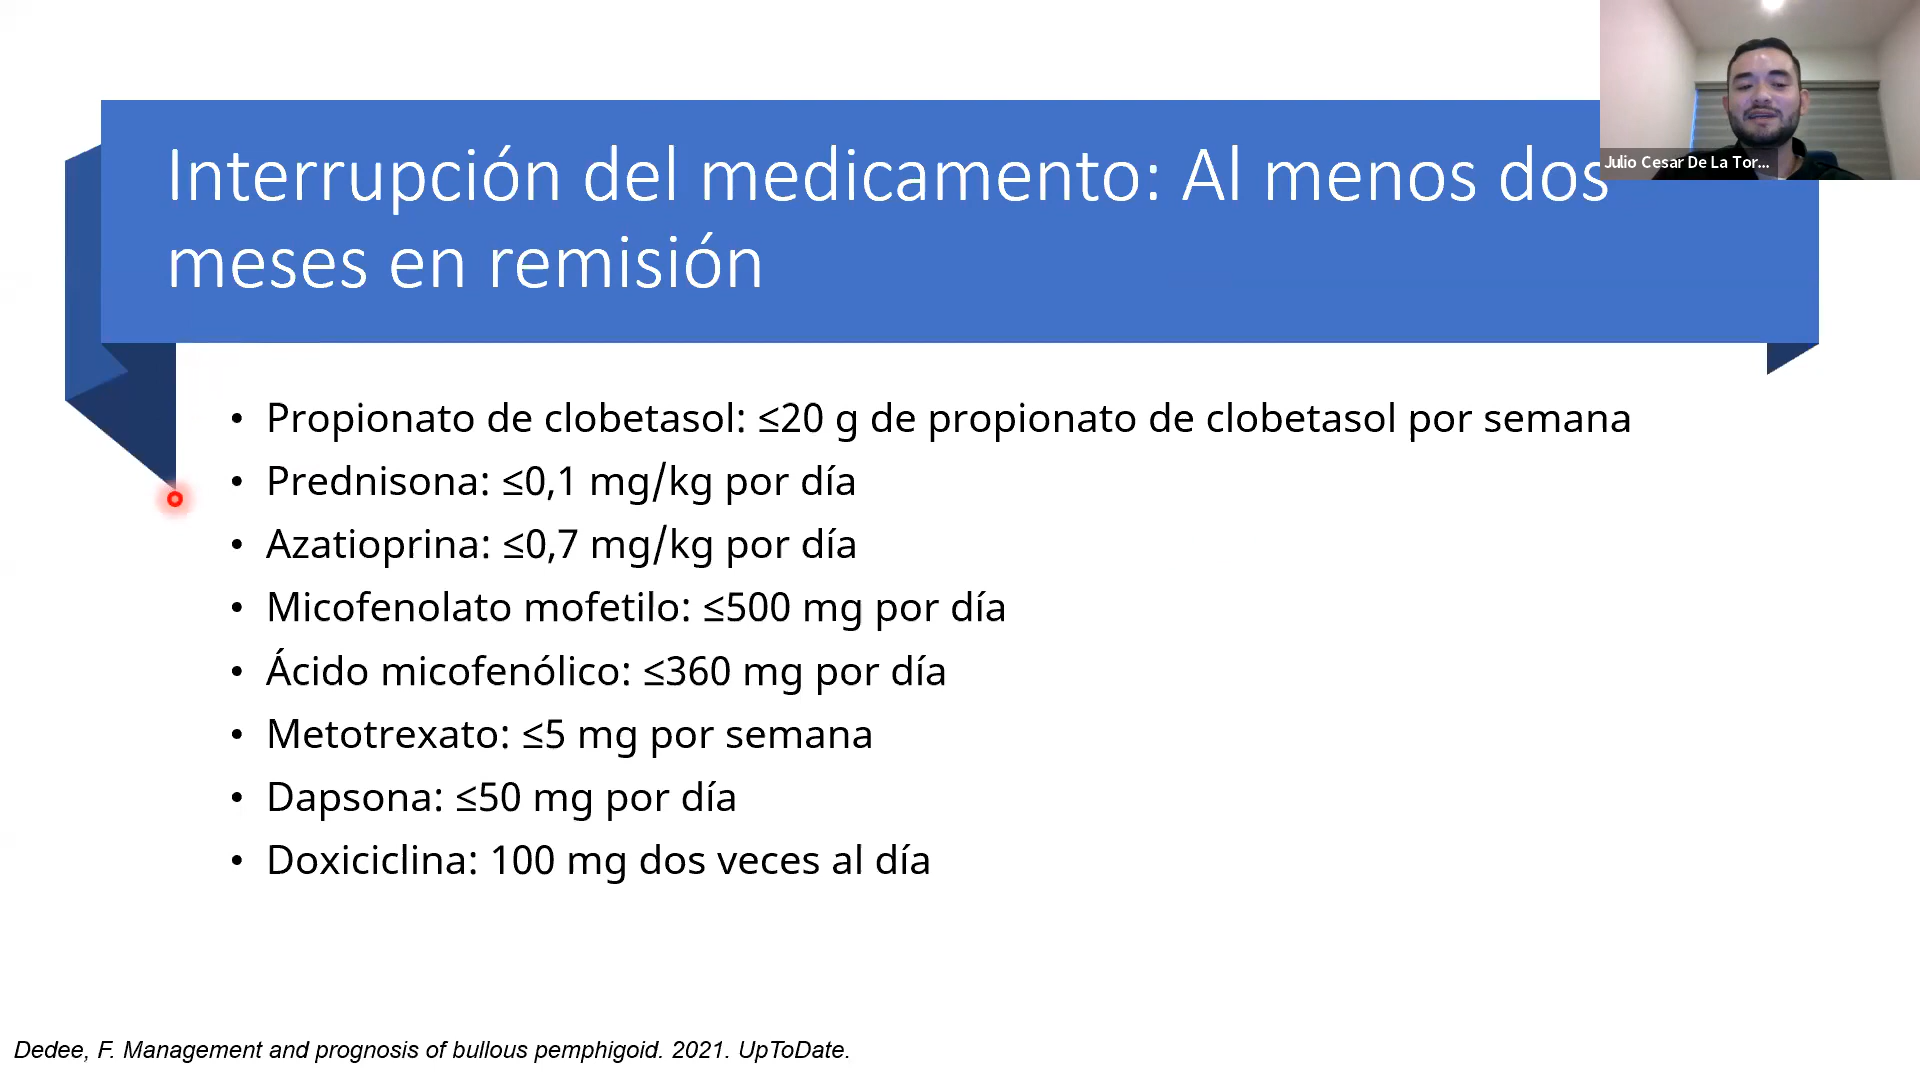 Interrupción del medicamento: Al menos dos
meses en remisión
Julio Cesar De La Tor...
• Propionato de clobetasol: ≤20 g de propionato de clobetasol por semana
• Prednisona: ≤0,1 mg/kg por día
• Azatioprina: ≤0,7 mg/kg por día
• Micofenolato mofetilo: ≤500 mg por día
• Ácido micofenólico: ≤360 mg por día
• Metotrexato: ≤5 mg por semana
• Dapsona: ≤50 mg por día
• Doxiciclina: 100 mg dos veces al día
Dedee, F. Management and prognosis of bullous pemphigoid. 2021. UpToDate.